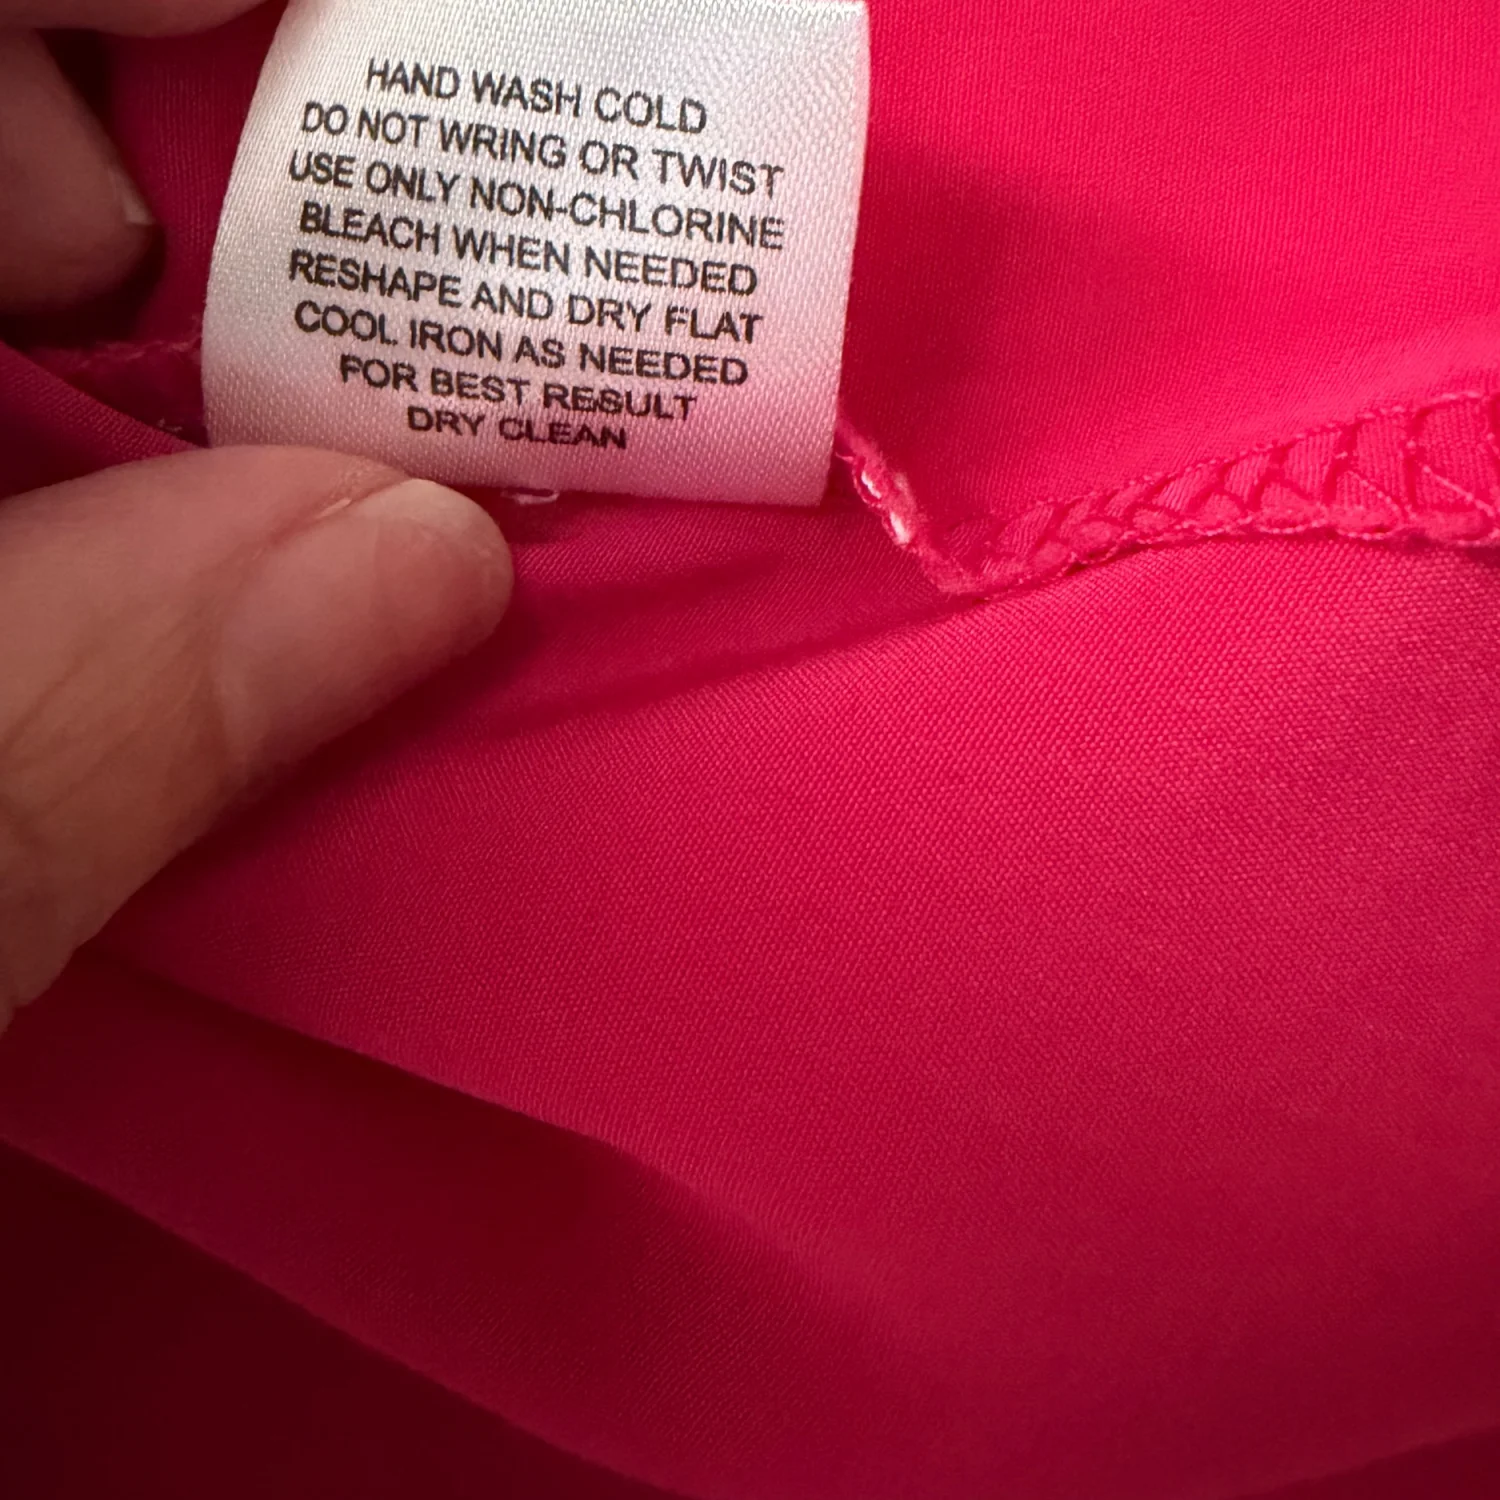 HAND WASH COLD
DO NOT WRING OR TWIST
USE ONLY NON-CHLORINE
BLEACH WHEN NEEDED
RESHAPE AND DRY FLAT
COOL IRON AS NEEDED
FOR BEST RESULT
DRY CLEAN